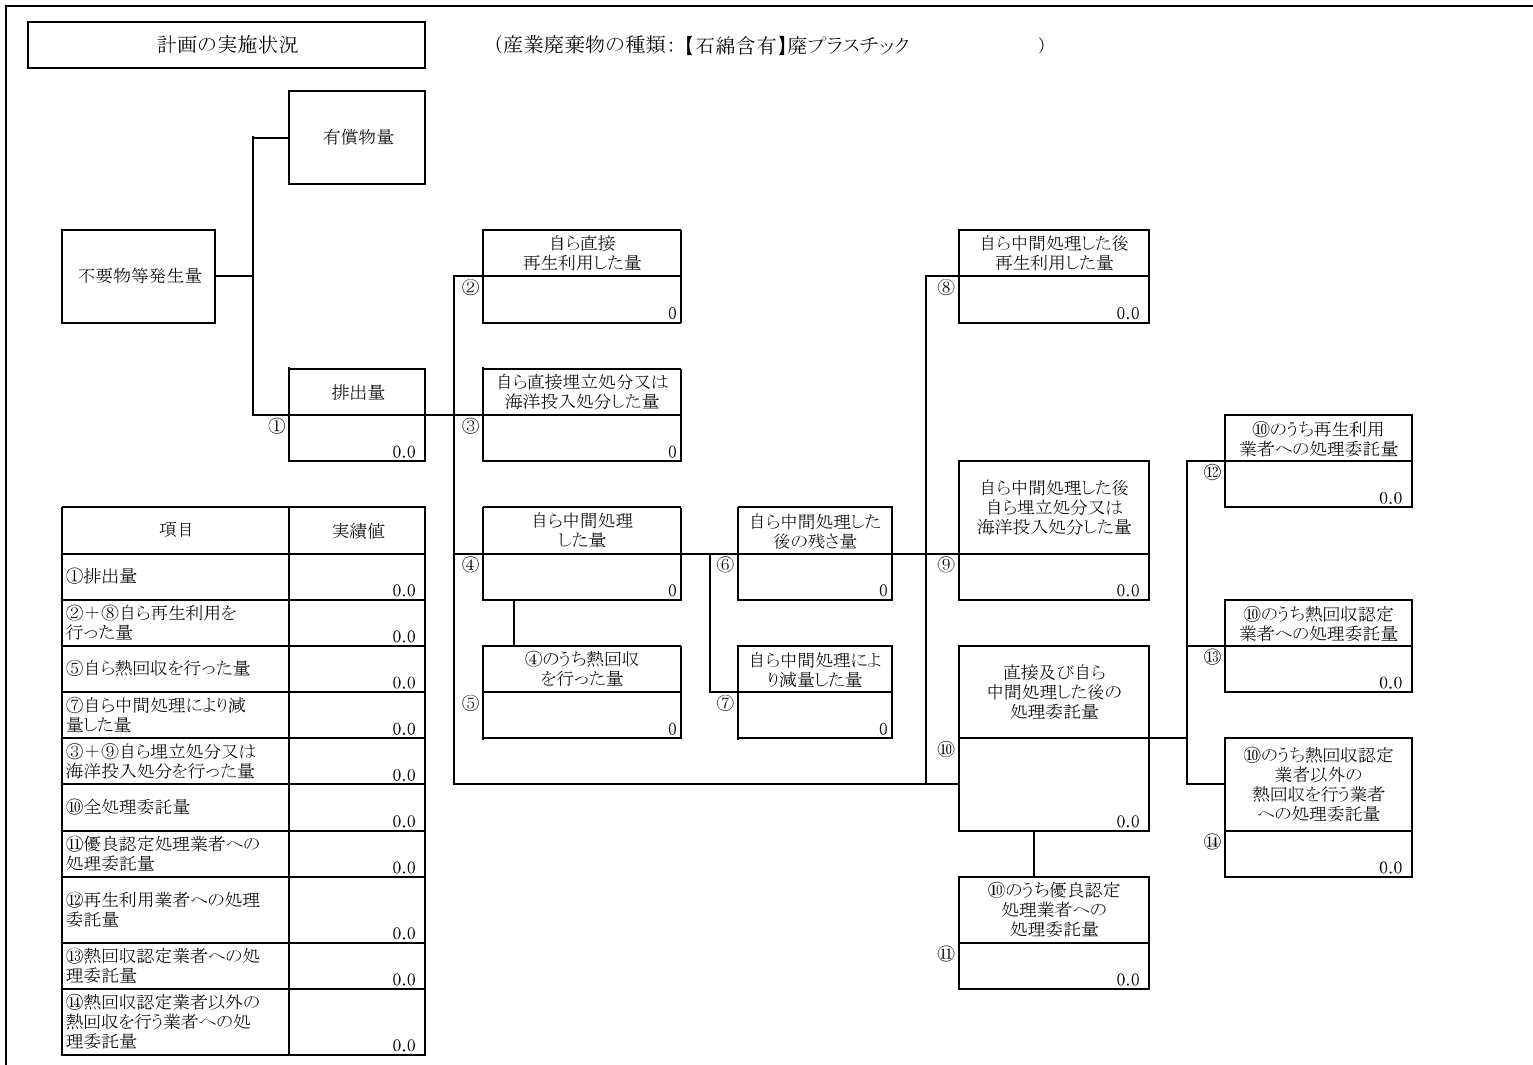 計画の実施状況
（産業廃棄物の種類：【石綿含有】廃プラスチック　　　　　　）
有償物量
不要物等発生量
排出量
①
0.0
自ら直接
再生利用した量
②
0
自ら直接埋立処分又は
海洋投入処分した量
③
0
自ら中間処理
した量
④
0
④のうち熱回収
を行った量
⑤
0
自ら中間処理した
後の残さ量
⑥
0
自ら中間処理によ
り減量した量
⑦
0
自ら中間処理した後
再生利用した量
⑧
0.0
自ら中間処理した後
自ら埋立処分又は
海洋投入処分した量
⑨
0.0
直接及び自ら
中間処理した後の
処理委託量
⑩
0.0
⑩のうち優良認定
処理業者への
処理委託量
⑪
0.0
⑩のうち再生利用
業者への処理委託量
⑫
0.0
⑩のうち熱回収認定
業者への処理委託量
⑬
0.0
⑩のうち熱回収認定
業者以外の
熱回収を行う業者
への処理委託量
⑭
0.0
項目 実績値
①排出量
0.0
②＋⑧自ら再生利用を
行った量
0.0
⑤自ら熱回収を行った量
0.0
⑦自ら中間処理により減
量した量
0.0
③＋⑨自ら埋立処分又は
海洋投入処分を行った量
0.0
⑩全処理委託量
0.0
⑪優良認定処理業者への
処理委託量
0.0
⑫再生利用業者への処理
委託量
0.0
⑬熱回収認定業者への処
理委託量
0.0
⑭熱回収認定業者以外の
熱回収を行う業者への処
理委託量
0.0